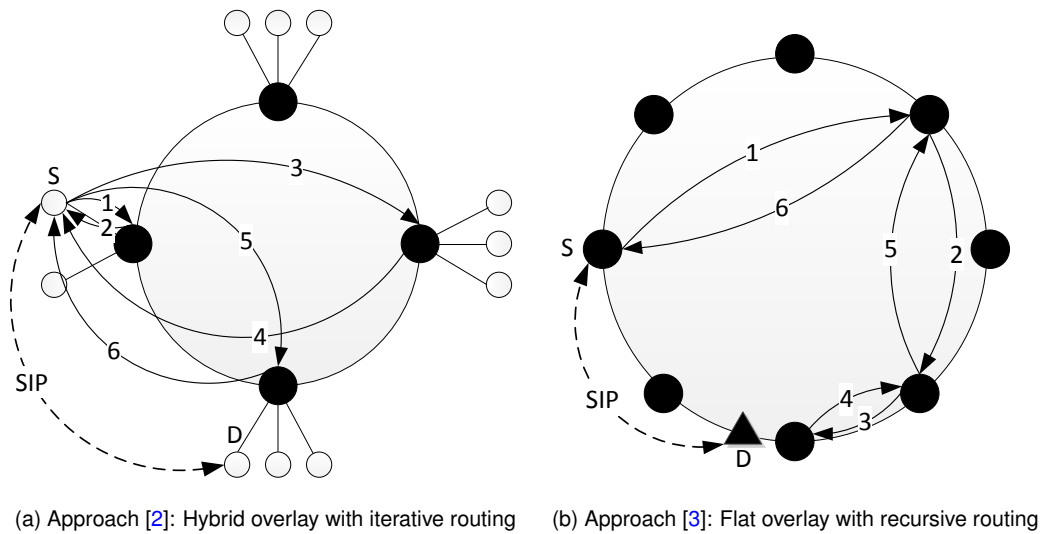 S
1
2
3
5
4
6
SIP
D
1
6
S
5
2
SIP
4
3
D
(a) Approach [2]: Hybrid overlay with iterative routing
(b) Approach [3]: Flat overlay with recursive routing